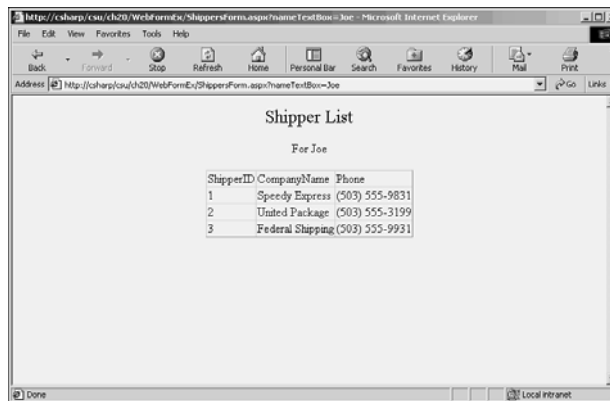 http://csharp/csu/ch20/WebFormEx/ShippersForm.aspx?nameTextBox=Joe - Microsoft Internet Explorer
File Edit View Favorites Tools Help
Back Forward Stop Refresh Home Personal Bar Search Favorites History Mail Print
Address http://csharp/csu/ch20/WebFormEx/ShippersForm.aspx?nameTextBox=Joe Go Links
Shipper List
For Joe
ShipperID CompanyName Phone
1 Speedy Express (503) 555-9831
2 United Package (503) 555-3199
3 Federal Shipping (503) 555-9931
Done Local intranet